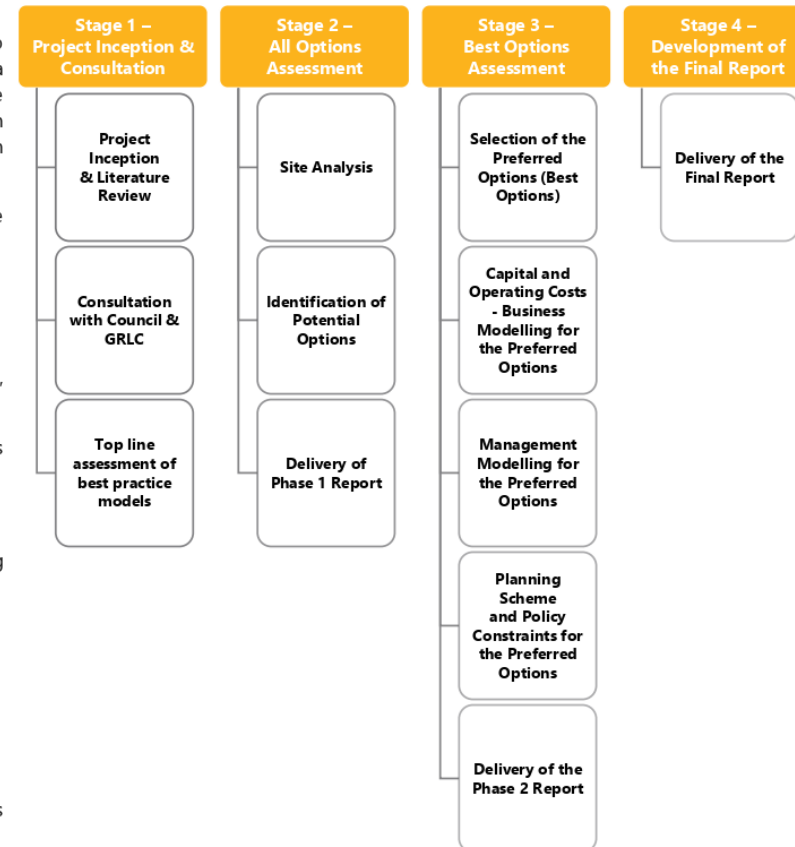 Stage 1 –
Project Inception &
Consultation
Project
Inception
& Literature
Review
Consultation
with Council &
GRLC
Top line
assessment of
best practice
models
Stage 2 –
All Options
Assessment
Site Analysis
Identification of
Potential
Options
Delivery of
Phase 1 Report
Stage 3 –
Best Options
Assessment
Selection of the
Preferred
Options (Best
Options)
Capital and
Operating Costs
- Business
Modelling for
the Preferred
Options
Management
Modelling for
the Preferred
Options
Planning
Scheme
and Policy
Constraints for
the Preferred
Options
Delivery of the
Phase 2 Report
Stage 4 –
Development of
the Final Report
Delivery of the
Final Report